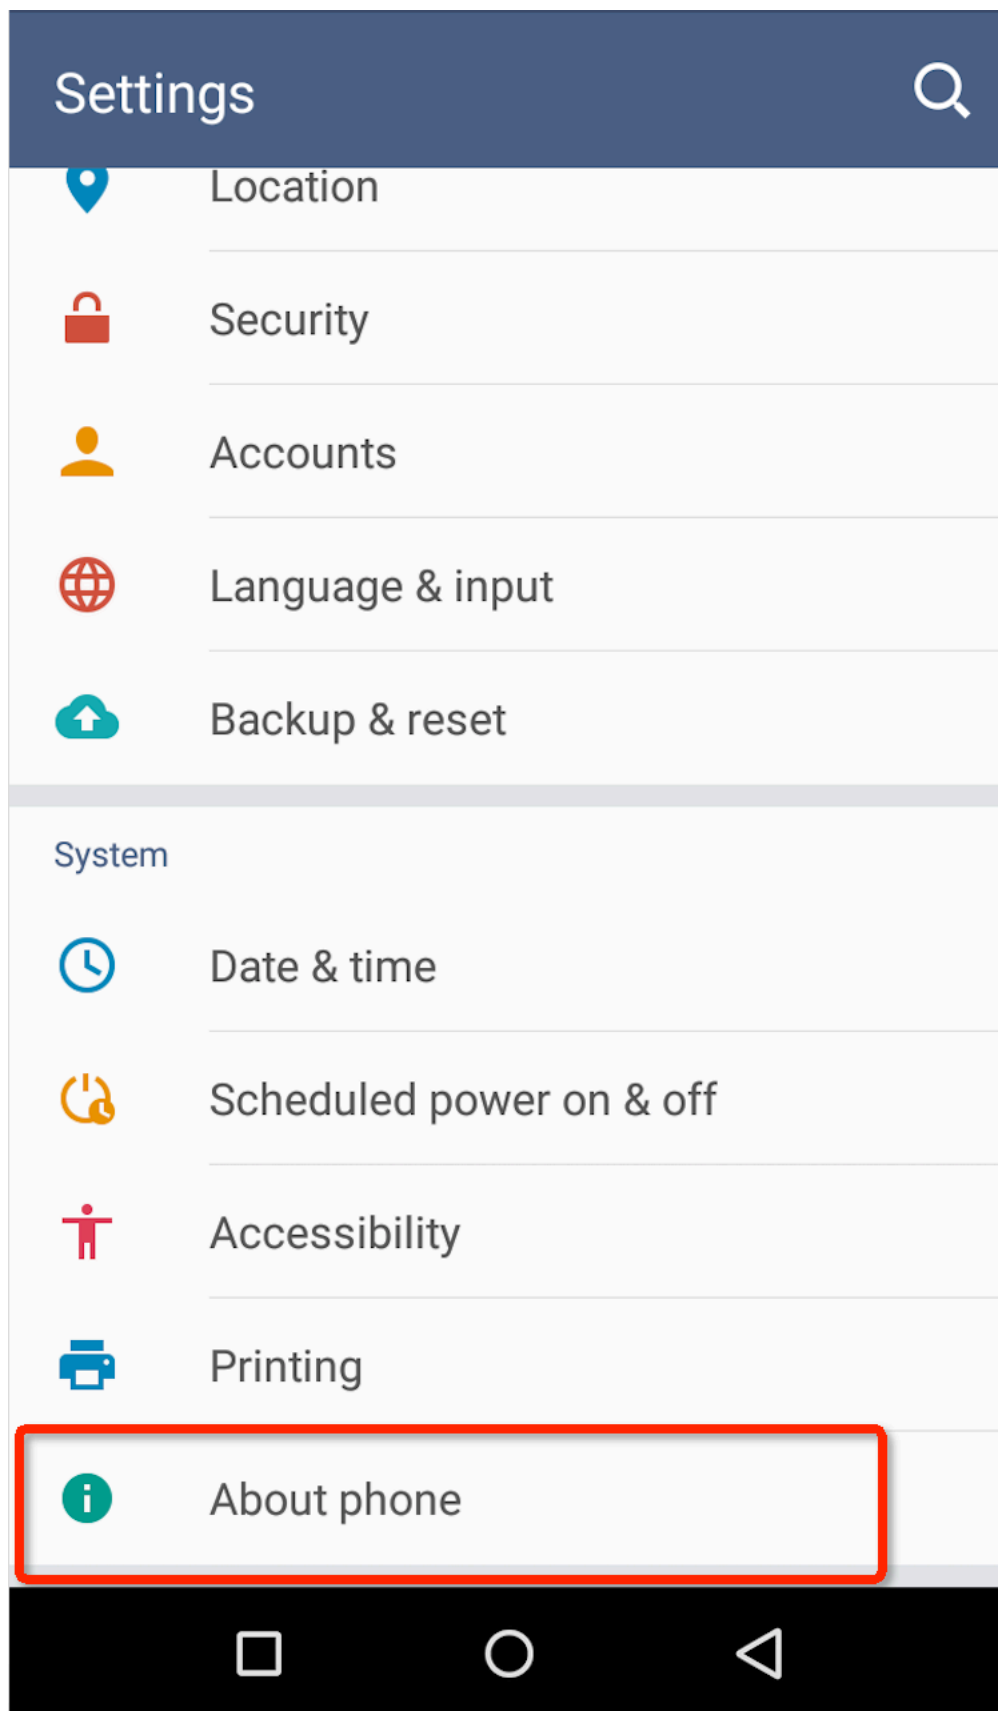 Settings
Location
Security
Accounts
Language & input
Backup & reset
System
Date & time
Scheduled power on & off
Accessibility
Printing
About phone